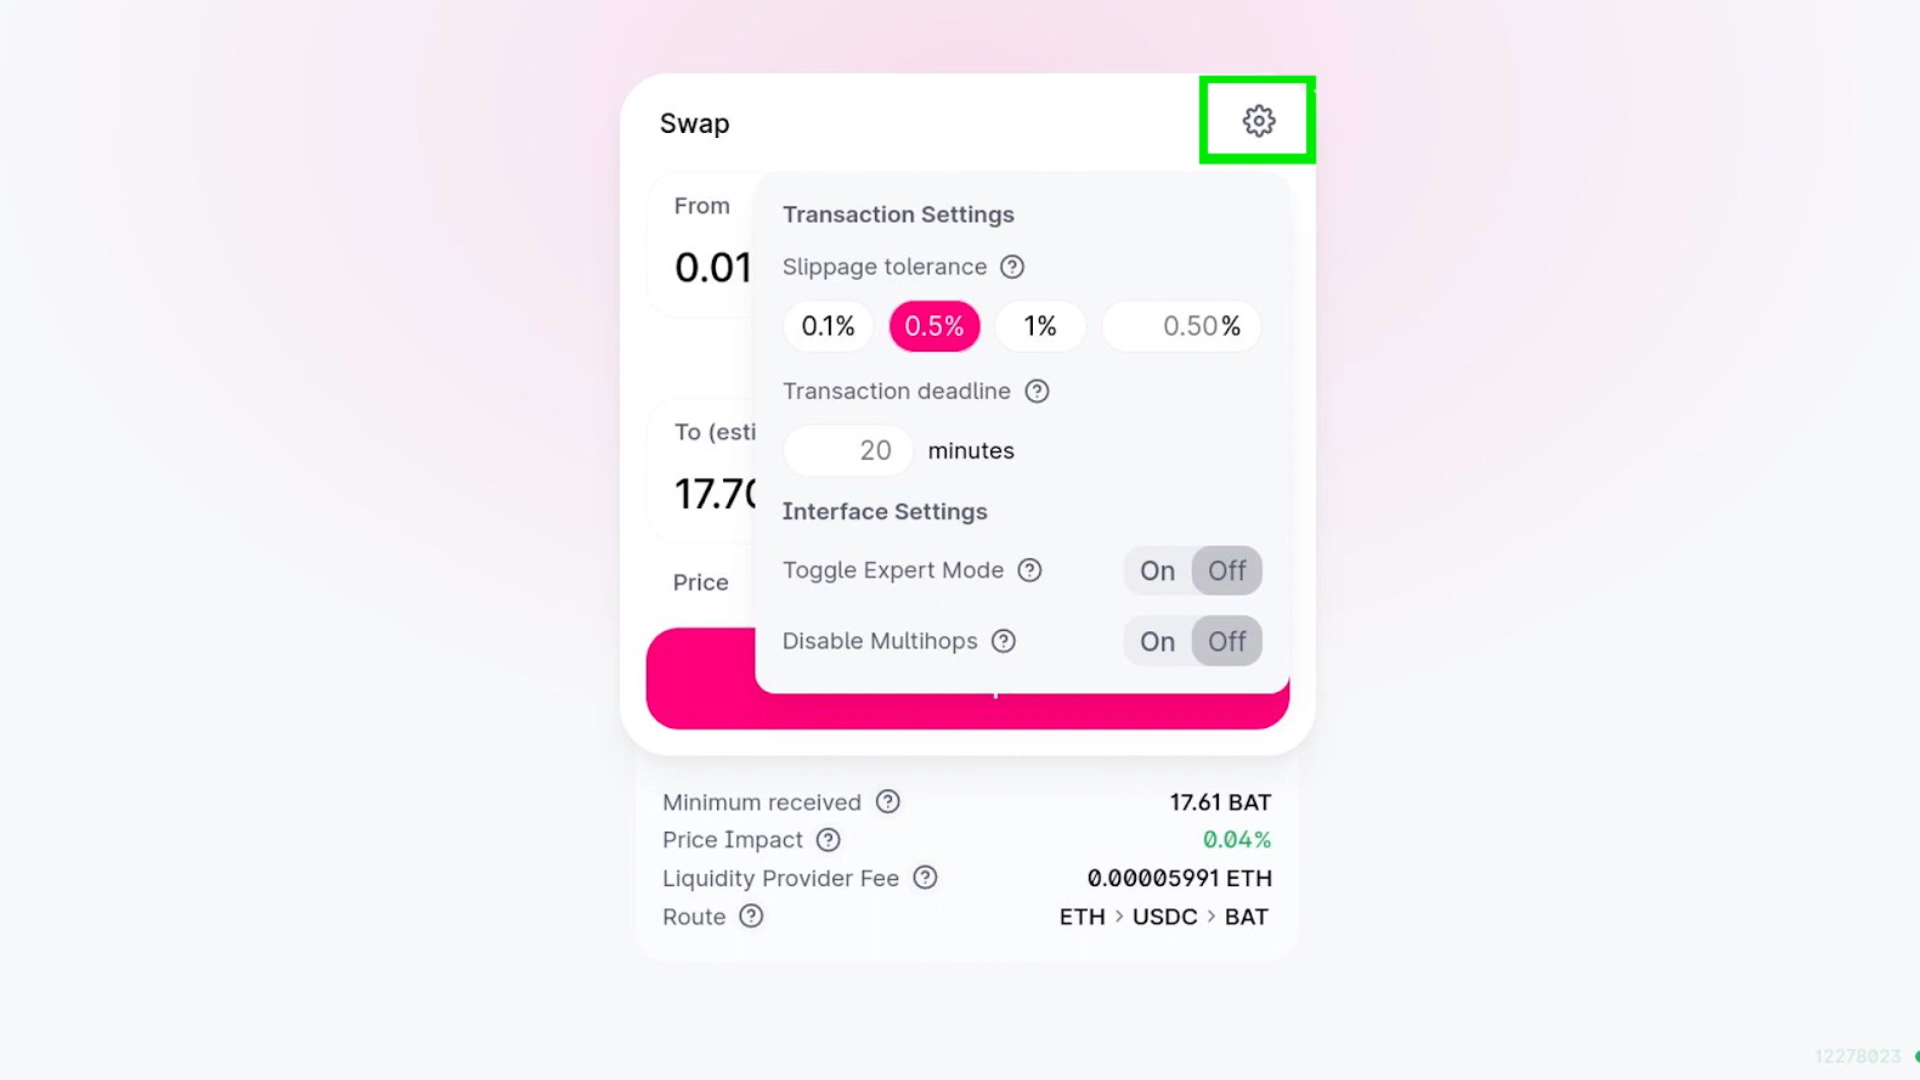 Swap
From
0.01
Transaction Settings
Slippage tolerance
0.1% 0.5% 1% 0.50%
Transaction deadline
20 minutes
To (esti
17.70
Interface Settings
Toggle Expert Mode On Off
Price
Disable Multihops On Off
Minimum received 17.61 BAT
Price Impact 0.04%
Liquidity Provider Fee 0.00005991 ETH
Route ETH > USDC > BAT
12278023